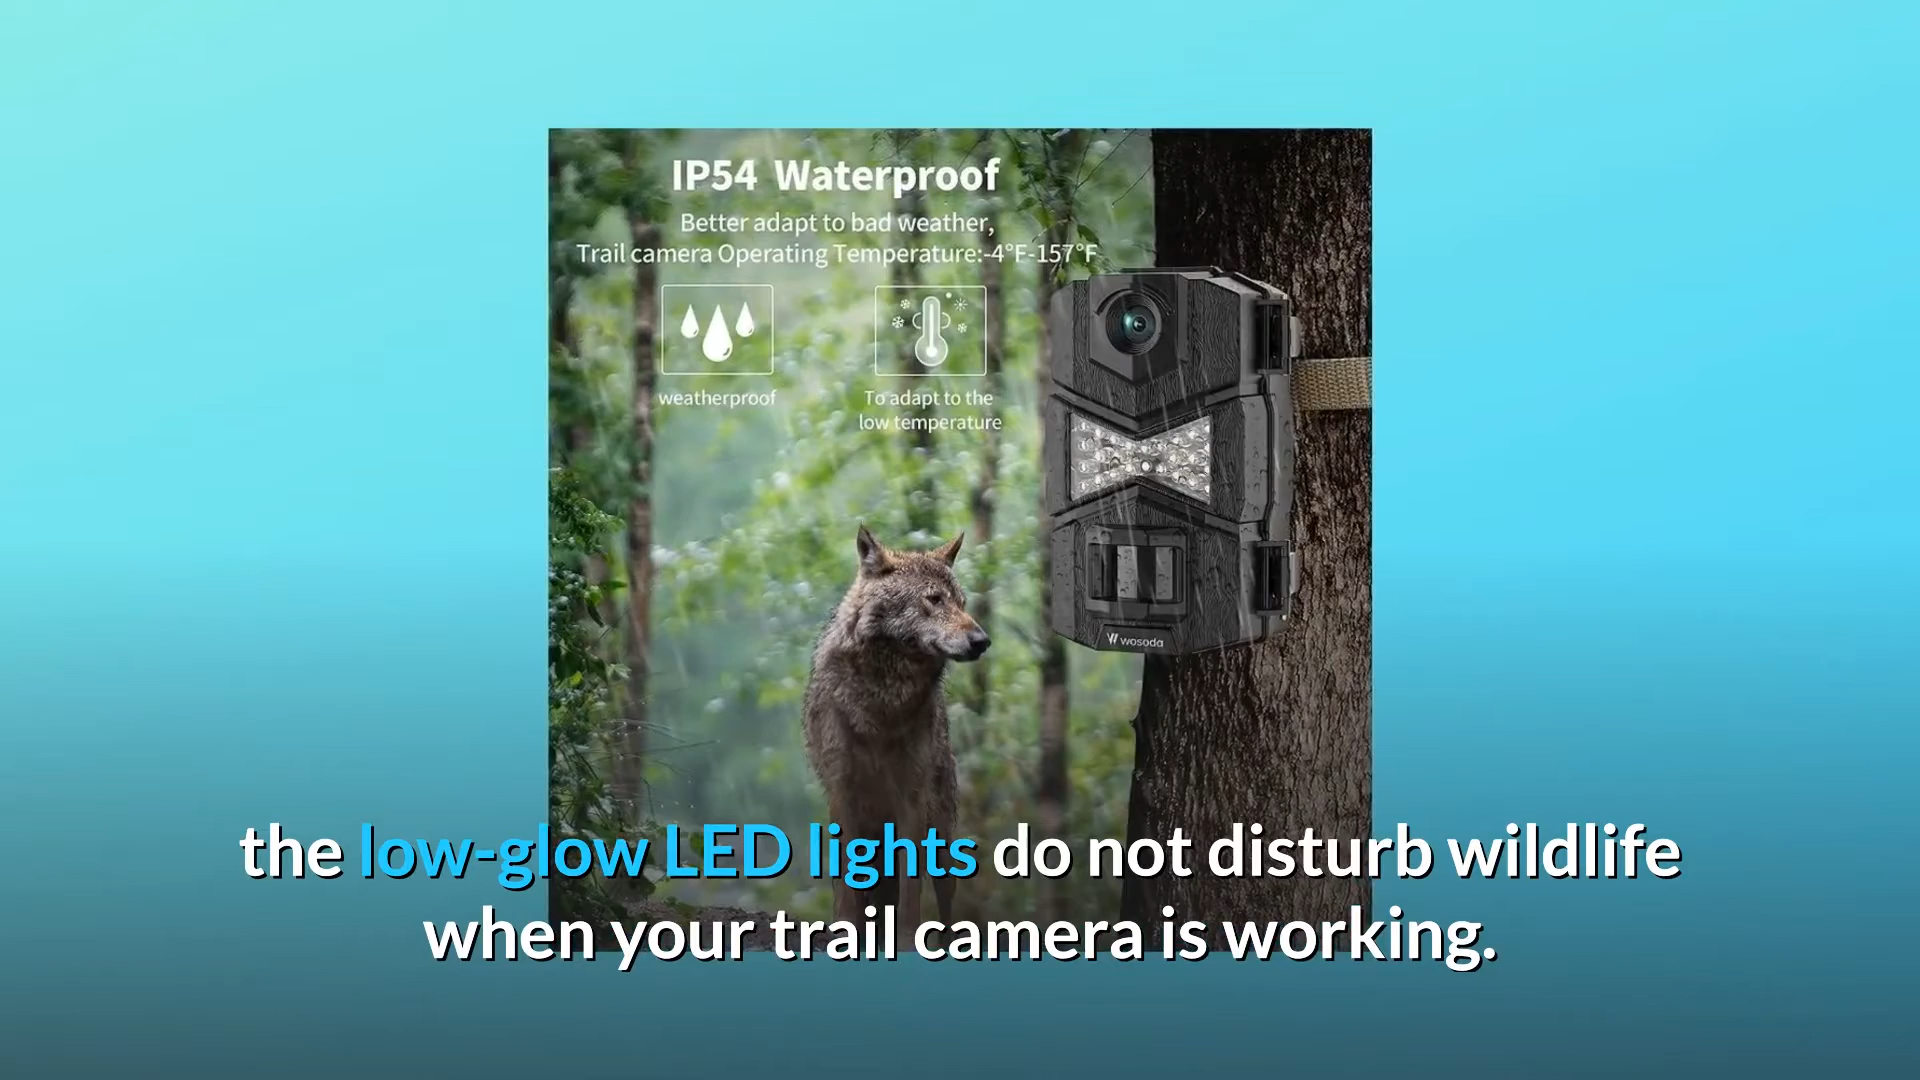 IP54 Waterproof
Better adapt to bad weather,
Trail camera Operating Temperature:-4°F-157°F
weatherproof
To adapt to the
low temperature
wosoda
the low-glow LED lights do not disturb wildlife
when your trail camera is working.